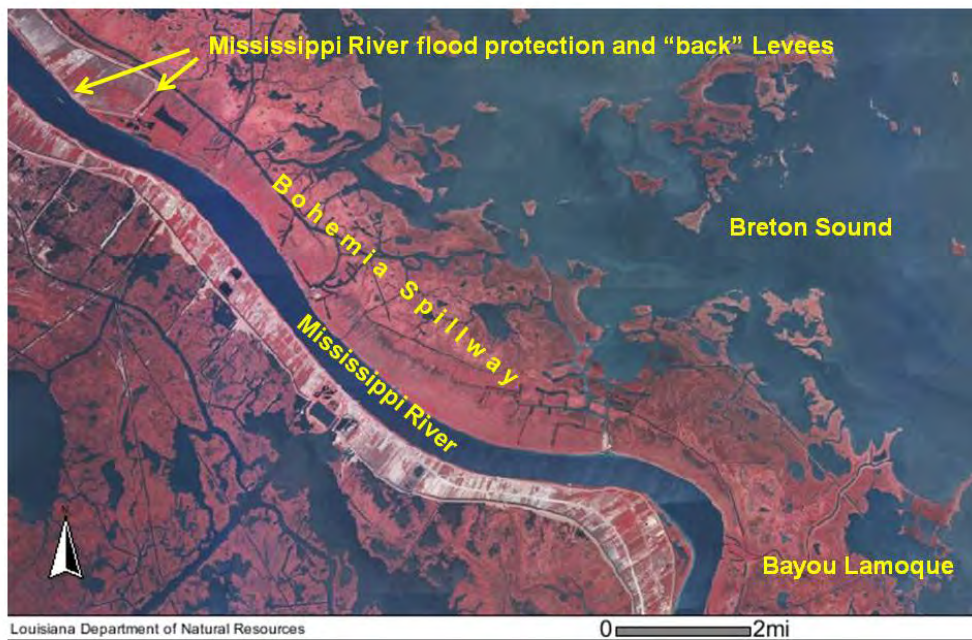 Mississippi River flood protection and “back” Levees
Bohemia Spillway
Breton Sound
Mississippi River
Bayou Lamoque
N
Louisiana Department of Natural Resources
0 2mi